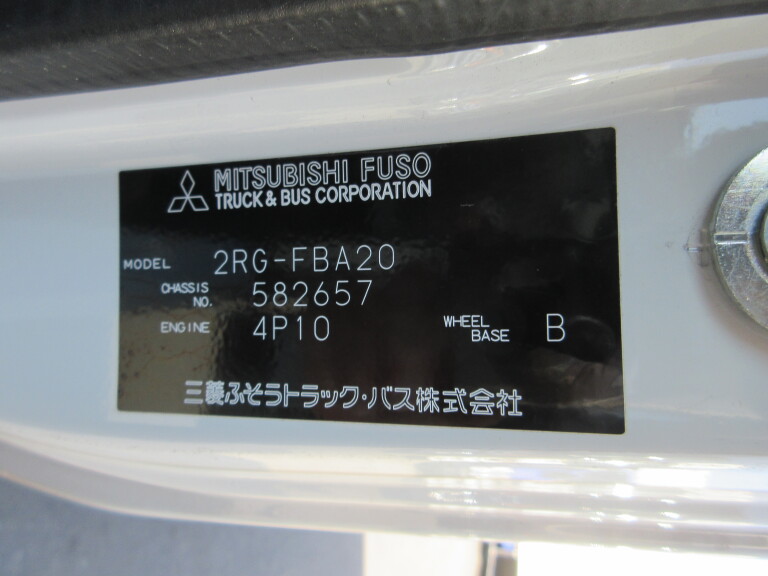 MITSUBISHI FUSO
TRUCK & BUS CORPORATION
MODEL 2RG-FBA20
CHASSIS NO. 582657
ENGINE 4P10
WHEEL BASE B
三菱ふそうトラック・バス株式会社